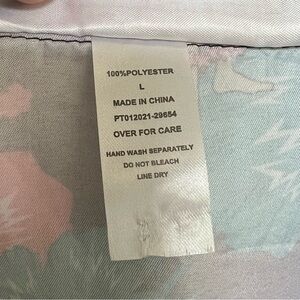 100%POLYESTER
L
MADE IN CHINA
PT012021-29654
OVER FOR CARE
HAND WASH SEPARATELY
DO NOT BLEACH
LINE DRY